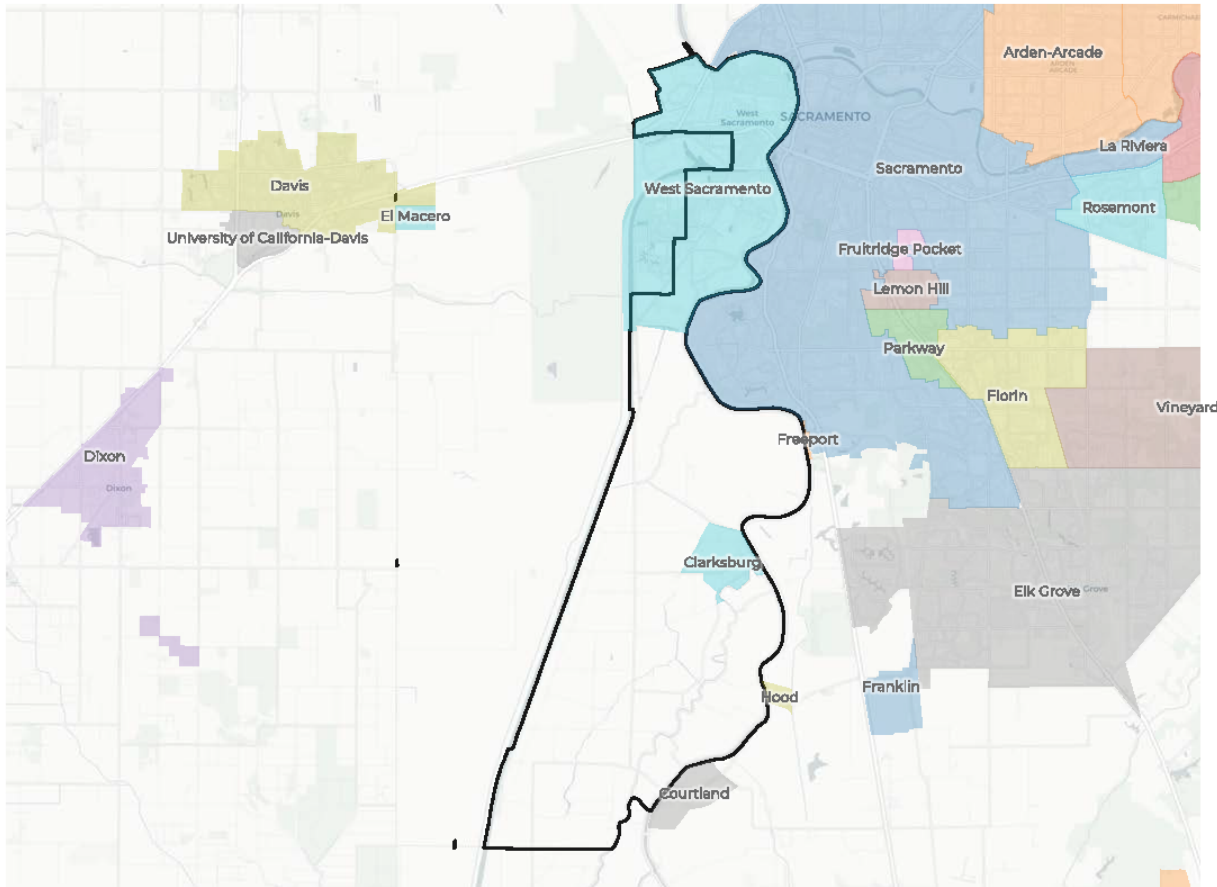 CARMICHAEL
Arden-Arcade
ARDEN
ARCADE
West
Sacramento
SACRAMENTO
La Riviera
Sacramento
Davis
West Sacramento
Rosemont
Davis
El Macero
University of California-Davis
Fruitridge Pocket
Lemon Hill
Parkway
Florin
Vineyard
Freeport
Dixon
Dixon
Clarksburg
Elk Grove
Grove
Franklin
Hood
Courtland